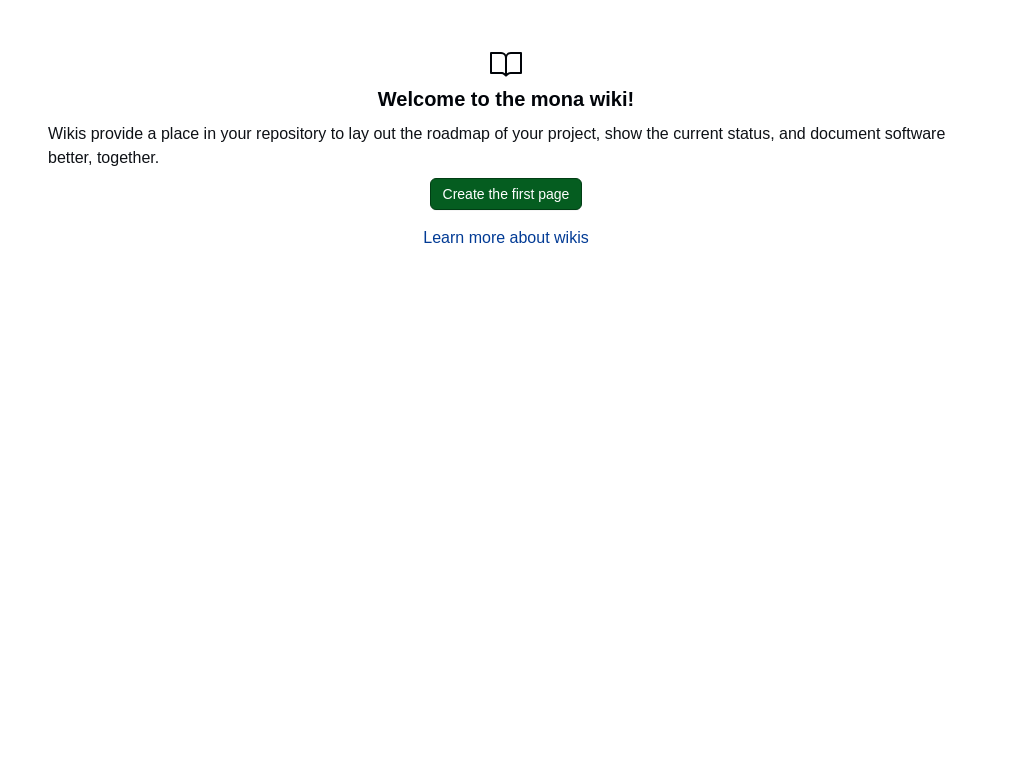 Welcome to the mona wiki!
Wikis provide a place in your repository to lay out the roadmap of your project, show the current status, and document software
better, together.
Create the first page
Learn more about wikis